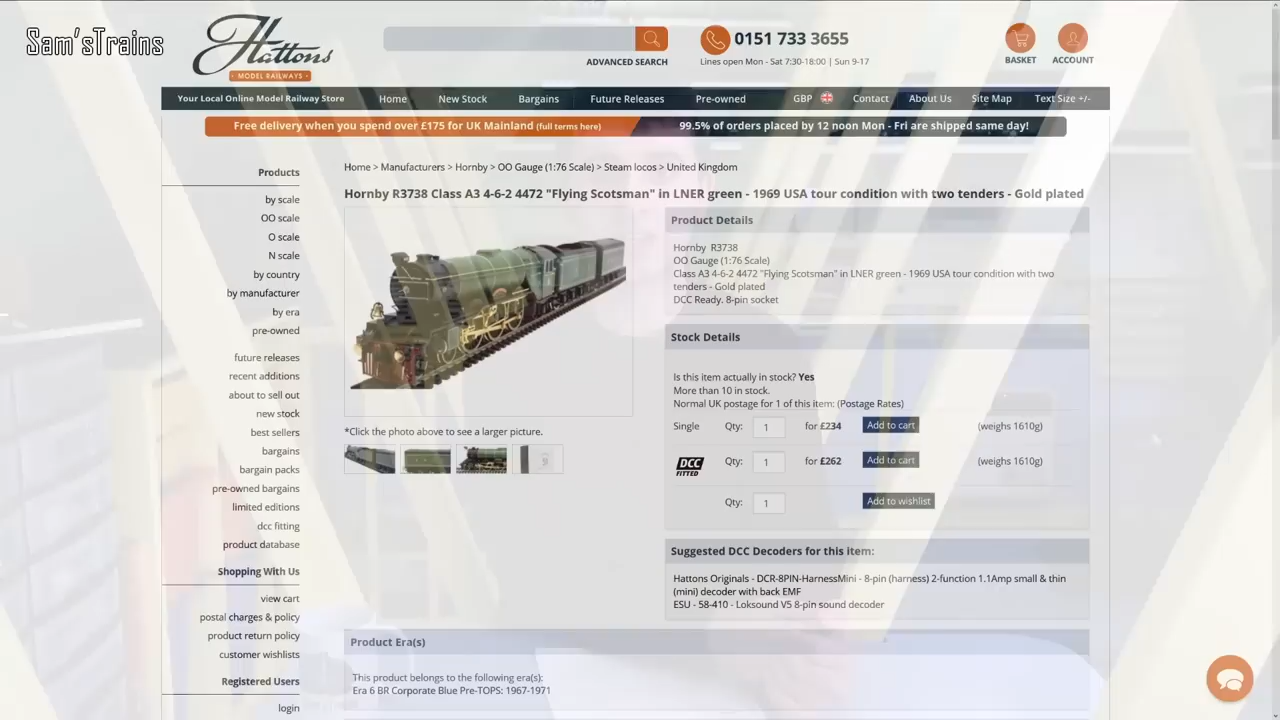 Sam'sTrains
Hattons
MODEL RAILWAYS
ADVANCED SEARCH
0151 733 3655
Lines open Mon - Sat 7:30-18:00 | Sun 9-17
BASKET
ACCOUNT
Your Local Online Model Railway Store
Home
New Stock
Bargains
Future Releases
Pre-owned
GBP
Contact
About Us
Site Map
Text Size +/-
Free delivery when you spend over £175 for UK Mainland (full terms here)
99.5% of orders placed by 12 noon Mon - Fri are shipped same day!
Products
by scale
OO scale
O scale
N scale
by country
by manufacturer
by era
pre-owned
future releases
recent additions
about to sell out
new stock
best sellers
bargains
bargain packs
pre-owned bargains
limited editions
dcc fitting
product database
Shopping With Us
view cart
postal charges & policy
product return policy
customer wishlists
Registered Users
login
Home > Manufacturers > Hornby > OO Gauge (1:76 Scale) > Steam locos > United Kingdom
Hornby R3738 Class A3 4-6-2 4472 "Flying Scotsman" in LNER green - 1969 USA tour condition with two tenders - Gold plated
*Click the photo above to see a larger picture.
Product Details
Hornby R3738
OO Gauge (1:76 Scale)
Class A3 4-6-2 4472 "Flying Scotsman" in LNER green - 1969 USA tour condition with two
tenders - Gold plated
DCC Ready. 8-pin socket
Stock Details
Is this item actually in stock? Yes
More than 10 in stock.
Normal UK postage for 1 of this item: (Postage Rates)
Single Qty: 1 for £234 Add to cart (weighs 1610g)
DCC FITTED Qty: 1 for £262 Add to cart (weighs 1610g)
Qty: 1 Add to wishlist
Suggested DCC Decoders for this item:
Hattons Originals - DCR-8PIN-HarnessMini - 8-pin (harness) 2-function 1.1Amp small & thin
(mini) decoder with back EMF
ESU - 58-410 - Loksound V5 8-pin sound decoder
Product Era(s)
This product belongs to the following era(s):
Era 6 BR Corporate Blue Pre-TOPS: 1967-1971